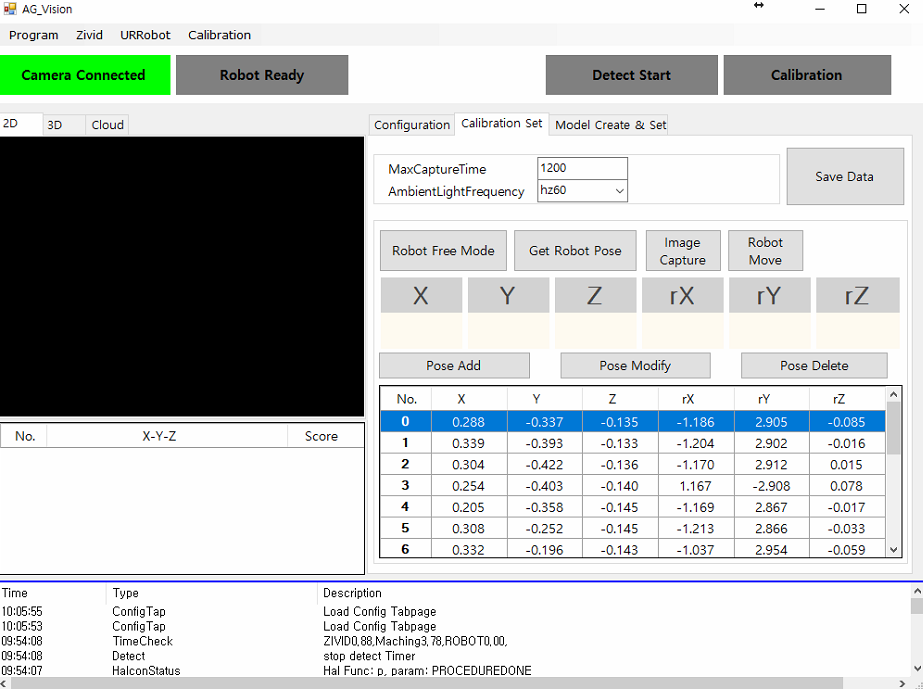 AG_Vision
Program Zivid URRobot Calibration
Camera Connected Robot Ready Detect Start Calibration
2D 3D Cloud
Configuration Calibration Set Model Create & Set
MaxCaptureTime 1200
AmbientLightFrequency hz60
Save Data
Robot Free Mode Get Robot Pose Image Capture Robot Move
X Y Z rX rY rZ
Pose Add Pose Modify Pose Delete
No. X Y Z rX rY rZ
0 0.288 -0.337 -0.135 -1.186 2.905 -0.085
1 0.339 -0.393 -0.133 -1.204 2.902 -0.016
2 0.304 -0.422 -0.136 -1.170 2.912 0.015
3 0.254 -0.403 -0.140 1.167 -2.908 0.078
4 0.205 -0.358 -0.145 -1.169 2.867 -0.017
5 0.308 -0.252 -0.145 -1.213 2.866 -0.033
6 0.332 -0.196 -0.143 -1.037 2.954 -0.059
No. X-Y-Z Score
Time Type Description
10:05:55 ConfigTap Load Config Tabpage
10:05:53 ConfigTap Load Config Tabpage
09:54:08 TimeCheck ZIVID0,88,Maching3,78,ROBOT0,00,
09:54:08 Detect stop detect Timer
09:54:07 HalconStatus Hal Func: p, param: PROCEDUREDONE